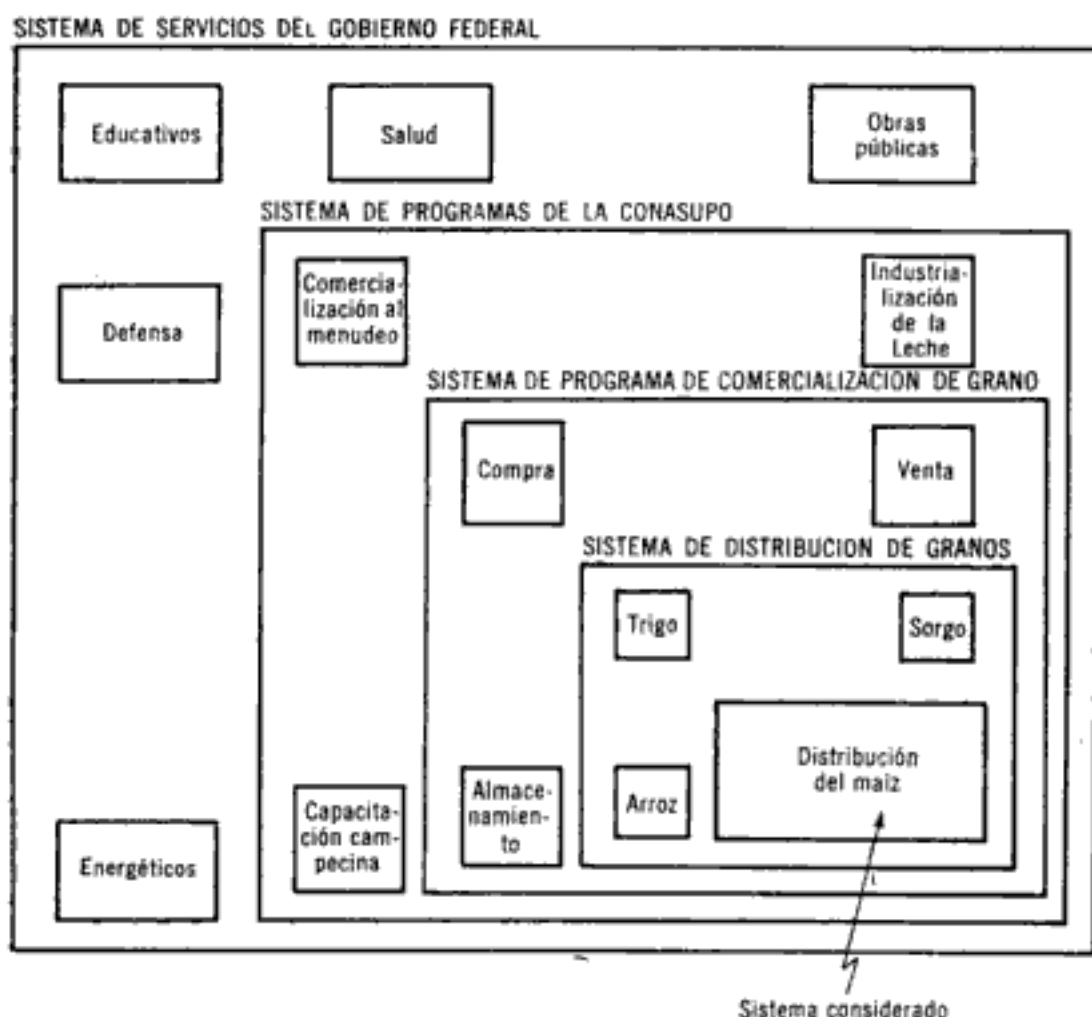 SISTEMA DE SERVICIOS DEL GOBIERNO FEDERAL
Educativos
Salud
Obras
públicas
SISTEMA DE PROGRAMAS DE LA CONASUPO
Defensa
Comercia-
lización al
menudeo
Industria-
lización
de la
Leche
SISTEMA DE PROGRAMA DE COMERCIALIZACION DE GRANO
Compra
Venta
SISTEMA DE DISTRIBUCION DE GRANOS
Trigo
Sorgo
Distribución
del maíz
Arroz
Almace-
namien-
to
Capacita-
ción cam-
pecina
Energéticos
Sistema considerado